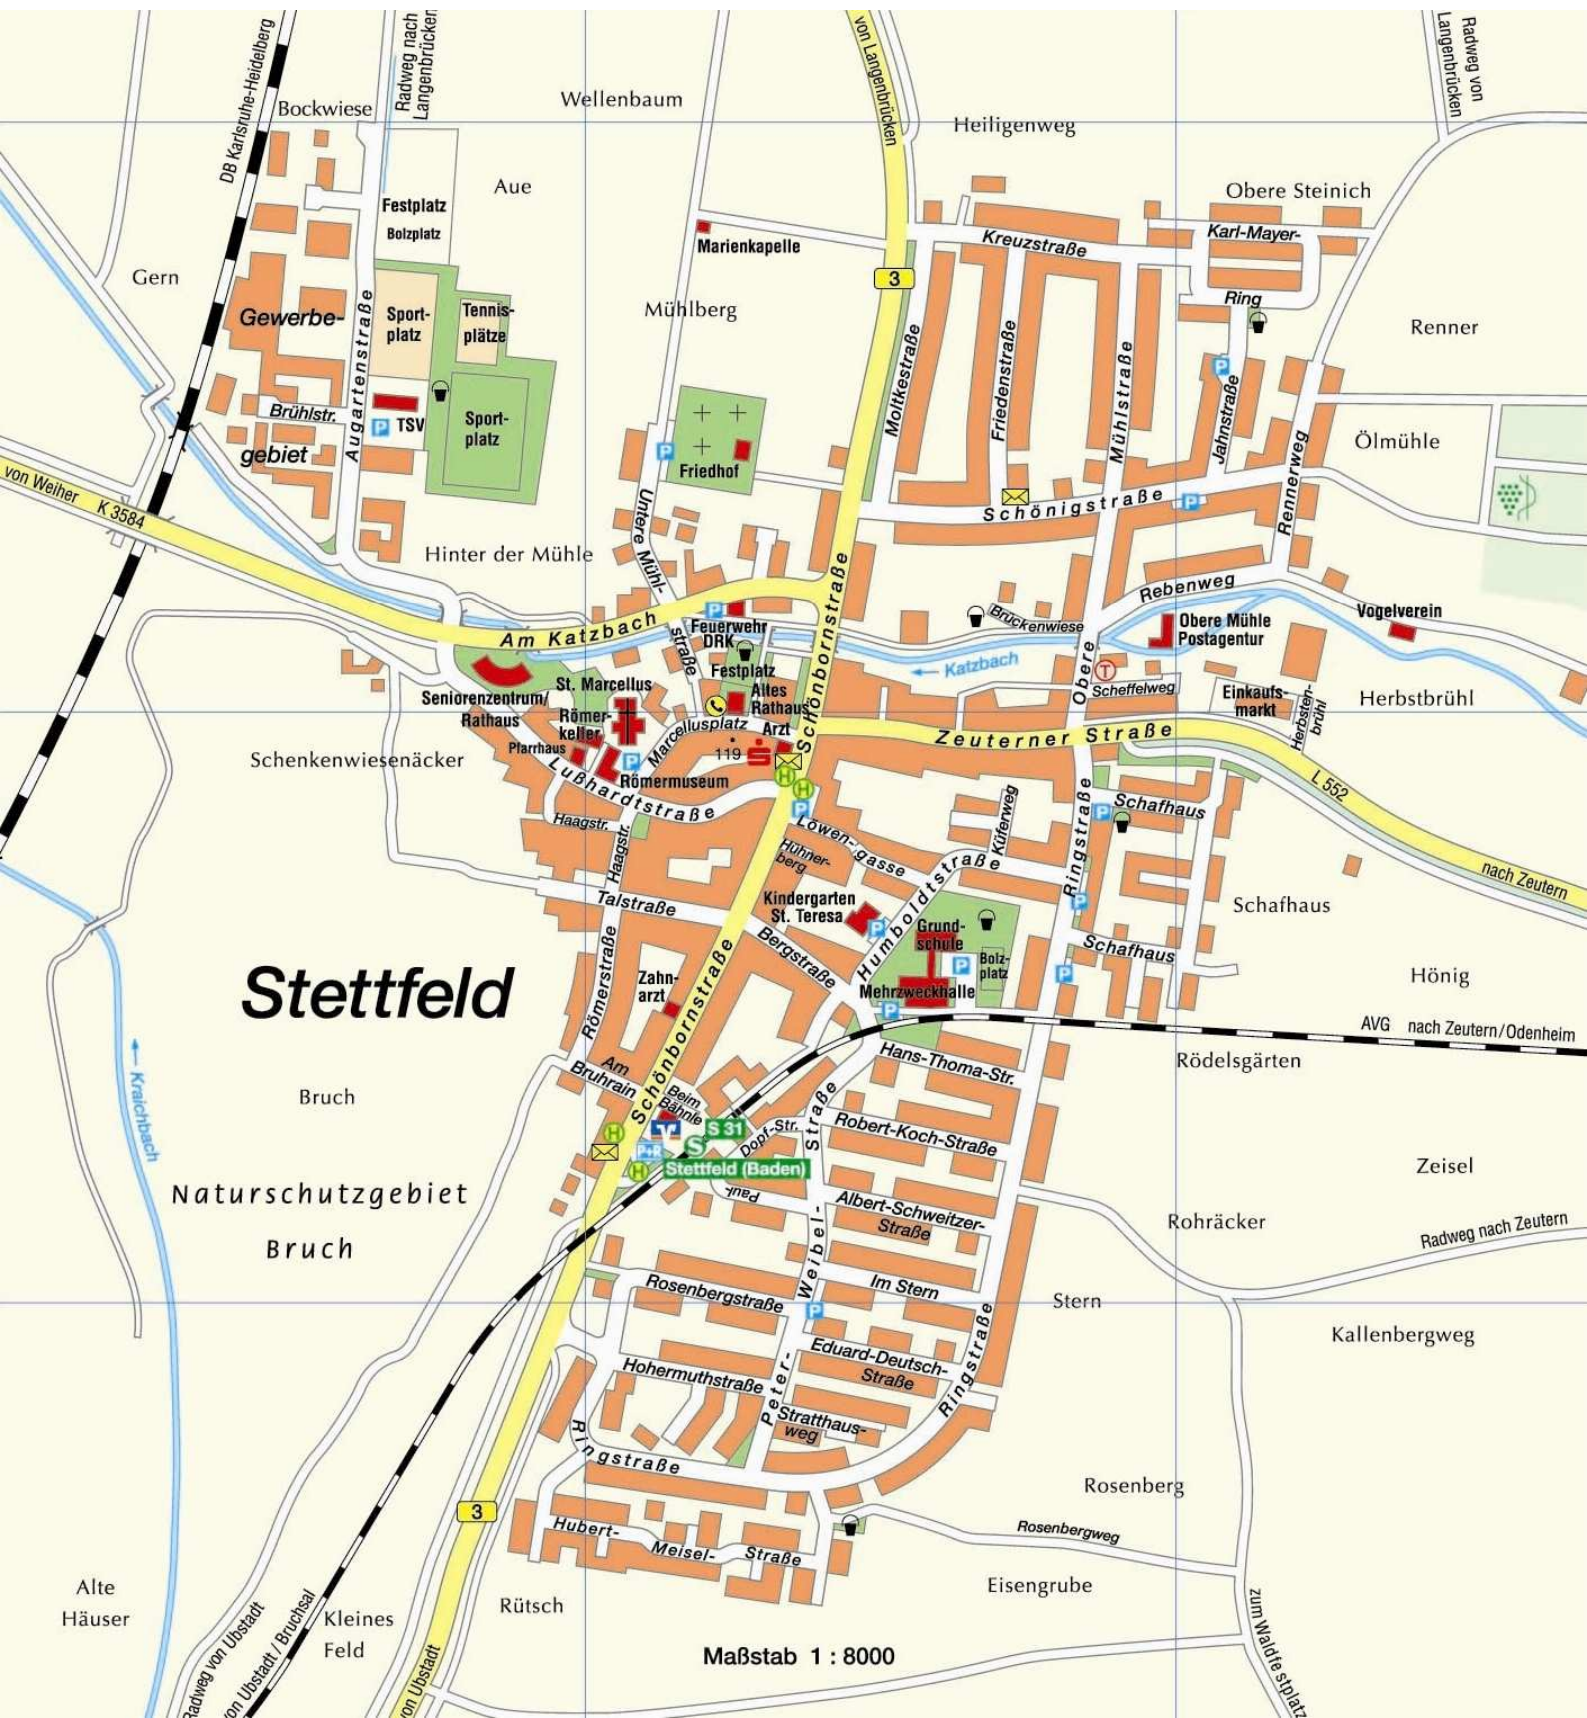 DB Karlsruhe-Heidelberg
Radweg nach
Langenbrücken
von Langenbrücken
Radweg von
Langenbrücken
Bockwiese
Wellenbaum
Heiligenweg
Aue
Obere Steinich
Festplatz
Bolzplatz
Marienkapelle
Kreuzstraße
Karl-Mayer-
Ring
Gern
3
Gewerbe-
gebiet
Augartenstraße
Sport-
platz
Tennis-
plätze
Mühlberg
Moltkestraße
Friedenstraße
Mühlstraße
Jahnstraße
P
Renner
Brühlstr.
P TSV
Sport-
platz
P
Friedhof
Rennerweg
Ölmühle
von Weiher
K 3584
Schönigstraße
P
Hinter der Mühle
Untere Mühl-
straße
Rebenweg
Am Katzbach
P
Feuerwehr
DRK
Schönbornstraße
Brückenwiese
Obere Mühle
Postagentur
Vogelverein
Katzbach
Obere
T
Festplatz
Altes
Rathaus
Scheffelweg
Einkaufs-
markt
Herbsten-
brühl
Herbstbrühl
Seniorenzentrum/
Rathaus
St. Marcellus
Römer-
keller
Pfarrhaus
Marcellusplatz
Arzt
119
S
Zeuterner Straße
Schenkenwiesenäcker
P
Römermuseum
Lußhardtstraße
H
H
P
L 552
nach Zeutern
Haagstr.
Haagstr.
Löwen-gasse
Hühner-
berg
Küferweg
Ringstraße
P
Schafhaus
Humboldtstraße
Talstraße
Kindergarten
St. Teresa
P
Grund-
schule
P
Bolz-
platz
P
Schafhaus
Schafhaus
Bergstraße
Mehrzweckhalle
P
P
Hönig
Stettfeld
Römerstraße
Zahn-
arzt
Schönbornstraße
AVG nach Zeutern/Odenheim
Rödelsgärten
Hans-Thoma-Str.
Am
Bruhrain
Beim
Bähnle
Kraichbach
Bruch
H
S 31
S
P+R
H
Stettfeld (Baden)
Dopf-Str.
Paul-
Straße
Robert-Koch-Straße
Zeisel
Naturschutzgebiet
Bruch
Albert-Schweitzer-
Straße
Rohräcker
Radweg nach Zeutern
Weibel-
Im Stern
Rosenbergstraße
P
Stern
Kallenbergweg
Eduard-Deutsch-
Straße
Hohermuthstraße
Peter-
Ringstraße
Stratthaus-
weg
Ringstraße
Rosenberg
3
Hubert-
Meisel-
Straße
Rosenbergweg
Eisengrube
Alte
Häuser
Kleines
Feld
Rütsch
Radweg von Ubstadt
von Ubstadt / Bruchsal
von Ubstadt
zum Waldfe stplatz
Maßstab 1 : 8000